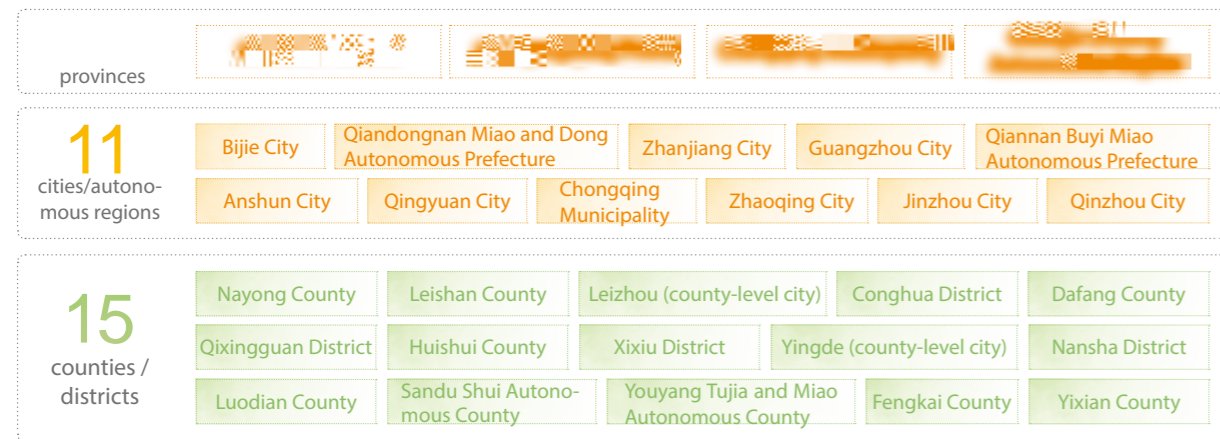 provinces
11
cities/autono-
mous regions
Bijie City
Qiandongnan Miao and Dong
Autonomous Prefecture
Zhanjiang City
Guangzhou City
Qiannan Buyi Miao
Autonomous Prefecture
Anshun City
Qingyuan City
Chongqing
Municipality
Zhaoqing City
Jinzhou City
Qinzhou City
15
counties /
districts
Nayong County
Leishan County
Leizhou (county-level city)
Conghua District
Dafang County
Qixingguan District
Huishui County
Xixiu District
Yingde (county-level city)
Nansha District
Luodian County
Sandu Shui Autono-
mous County
Youyang Tujia and Miao
Autonomous County
Fengkai County
Yixian County